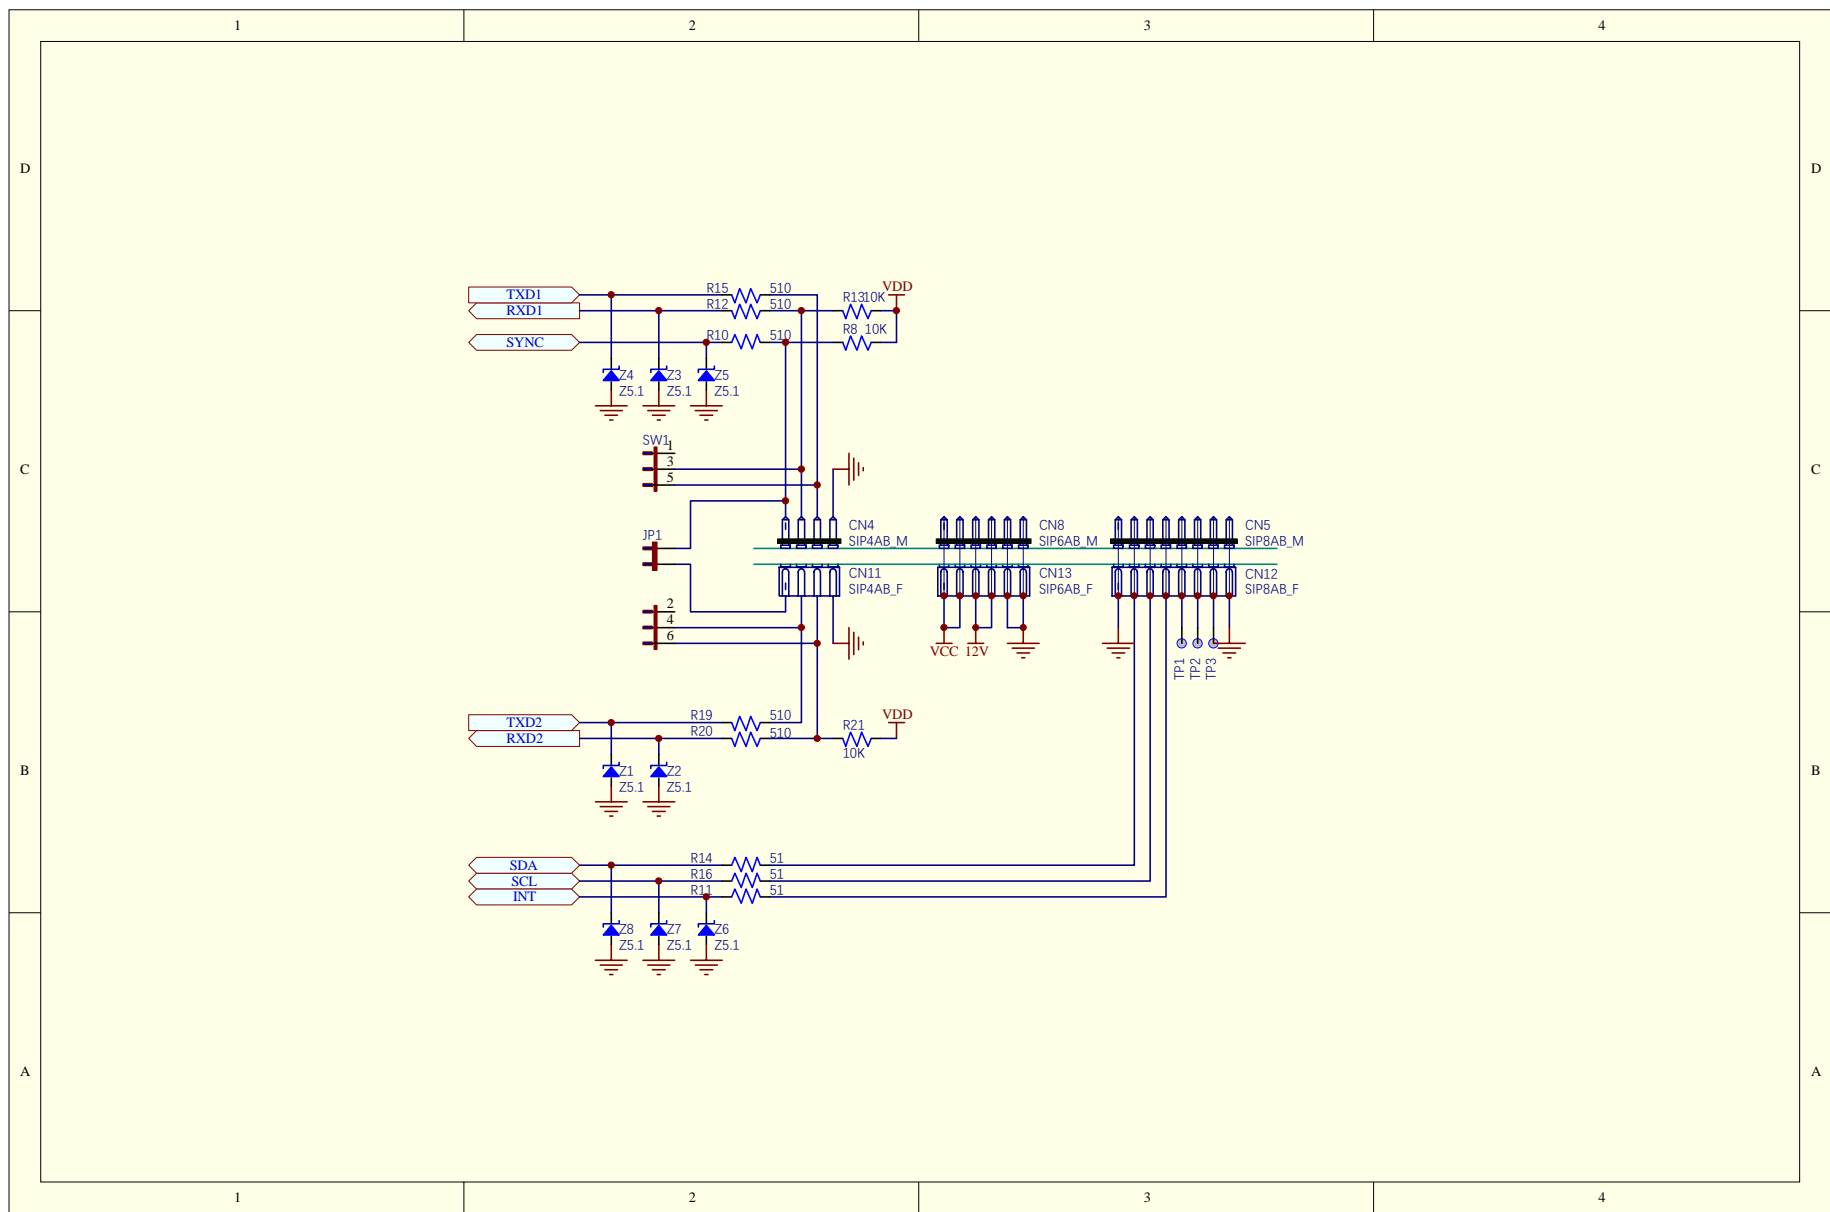 1 2 3 4
D D
TXD1 R15 510 VDD
R13 10K
RXD1 R12 510
R8 10K
SYNC R10 510
Z4 Z3 Z5
Z5.1 Z5.1 Z5.1
SW1
1
3
5
C C
CN4 CN8 CN5
SIP4AB_M SIP6AB_M SIP8AB_M
JP1
CN11 CN13 CN12
SIP4AB_F SIP6AB_F SIP8AB_F
2
4
6
VCC 12V
TP1 TP2 TP3
TXD2 R19 510 VDD
RXD2 R20 510 R21
10K
Z1 Z2
Z5.1 Z5.1
B B
SDA R14 51
SCL R16 51
INT R11 51
Z8 Z7 Z6
Z5.1 Z5.1 Z5.1
A A
1 2 3 4